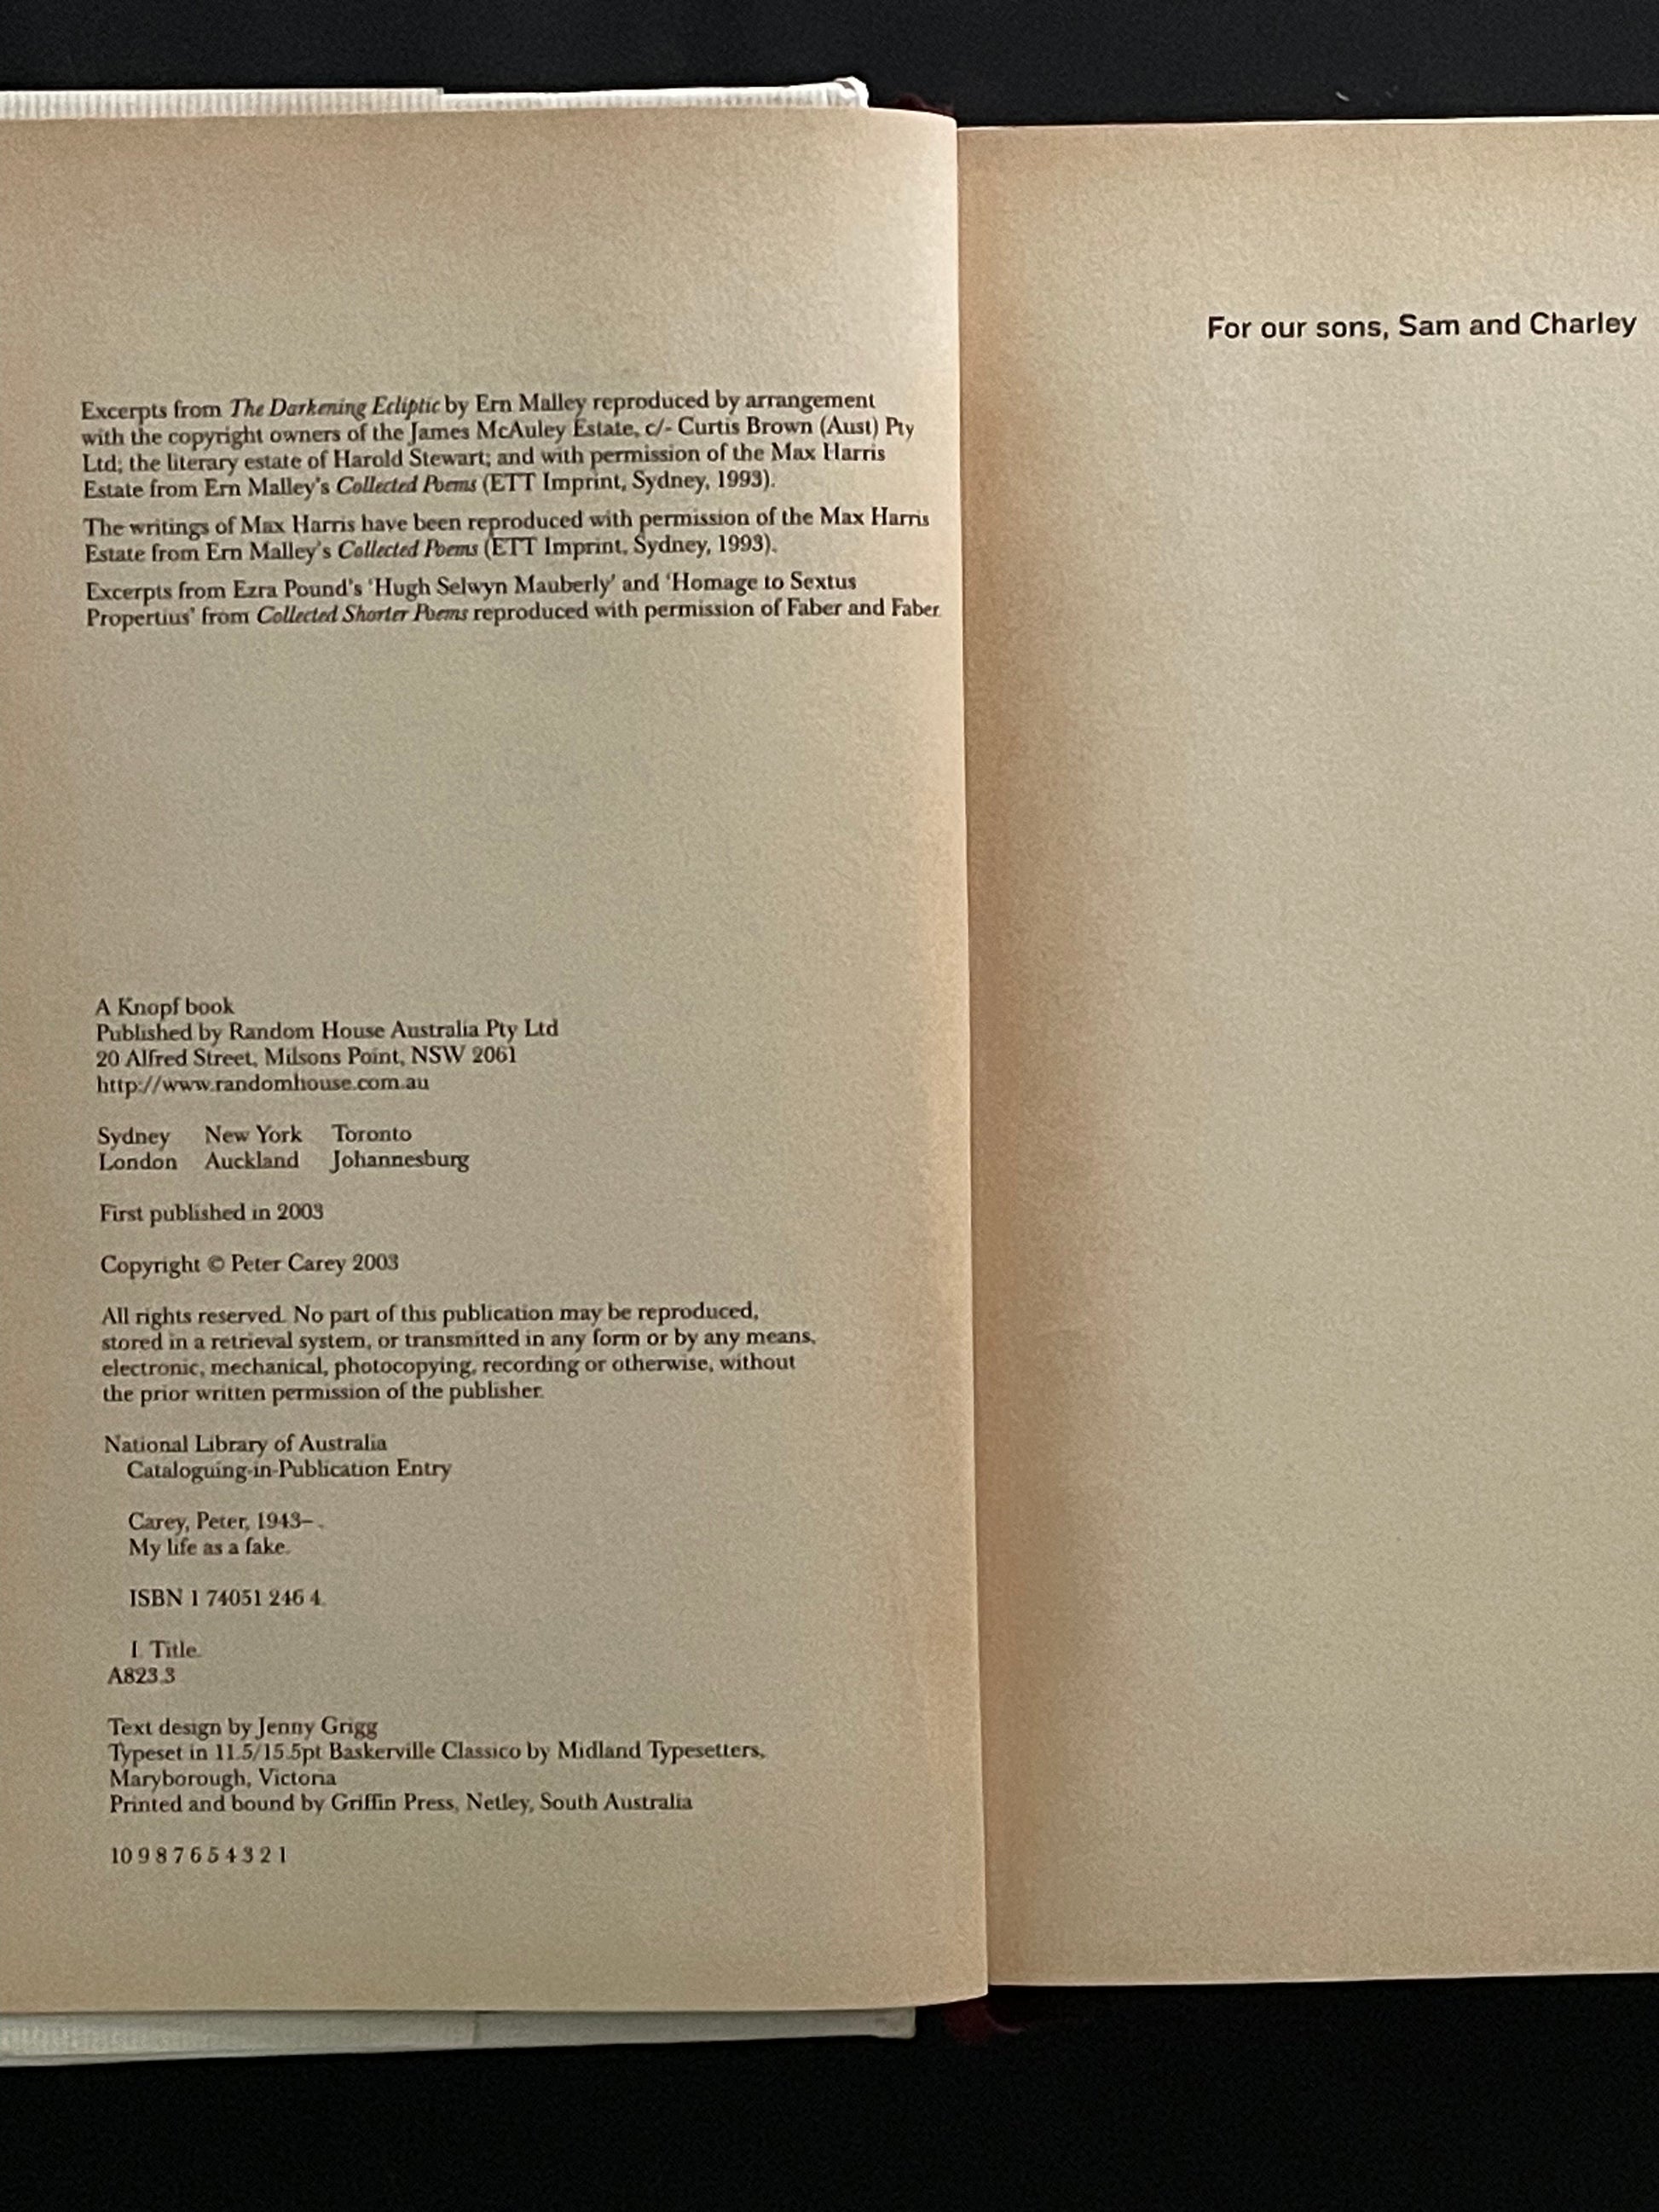 Excerpts from The Darkening Ecliptic by Ern Malley reproduced by arrangement
with the copyright owners of the James McAuley Estate, c/- Curtis Brown (Aust) Pty
Ltd; the literary estate of Harold Stewart; and with permission of the Max Harris
Estate from Ern Malley's Collected Poems (ETT Imprint, Sydney, 1993).
The writings of Max Harris have been reproduced with permission of the Max Harris
Estate from Ern Malley's Collected Poems (ETT Imprint, Sydney, 1993).
Excerpts from Ezra Pound's 'Hugh Selwyn Mauberly' and 'Homage to Sextus
Propertius' from Collected Shorter Poems reproduced with permission of Faber and Faber.
A Knopf book
Published by Random House Australia Pty Ltd
20 Alfred Street, Milsons Point, NSW 2061
http://www.randomhouse.com.au
Sydney New York Toronto
London Auckland Johannesburg
First published in 2003
Copyright © Peter Carey 2003
All rights reserved. No part of this publication may be reproduced,
stored in a retrieval system, or transmitted in any form or by any means,
electronic, mechanical, photocopying, recording or otherwise, without
the prior written permission of the publisher.
National Library of Australia
Cataloguing-in-Publication Entry
Carey, Peter, 1943– .
My life as a fake.
ISBN 1 74051 246 4.
I. Title.
A823.3
Text design by Jenny Grigg
Typeset in 11.5/15.5pt Baskerville Classico by Midland Typesetters,
Maryborough, Victoria
Printed and bound by Griffin Press, Netley, South Australia
10 9 8 7 6 5 4 3 2 1
For our sons, Sam and Charley